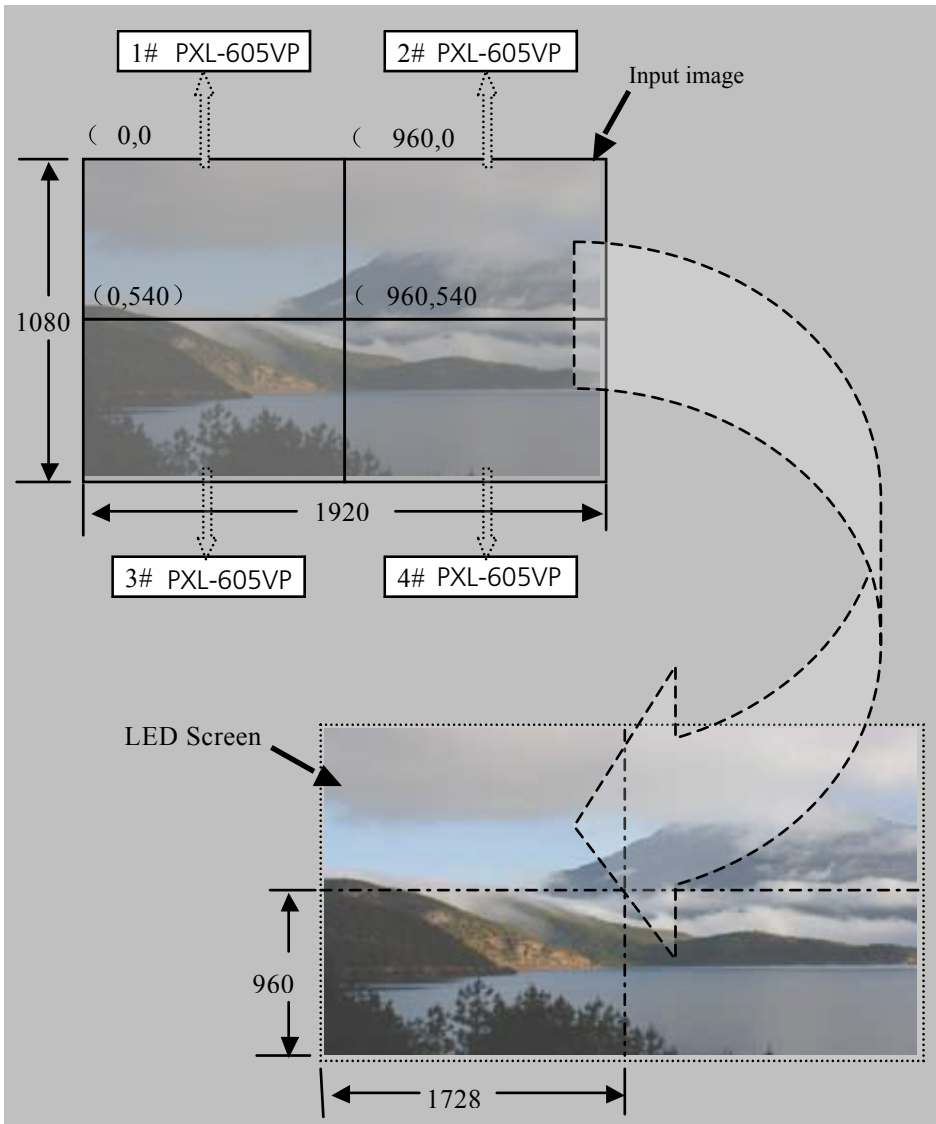 1# PXL-605VP
2# PXL-605VP
Input image
（ 0,0
（ 960,0
（0,540）
（ 960,540
1080
1920
3# PXL-605VP
4# PXL-605VP
LED Screen
960
1728